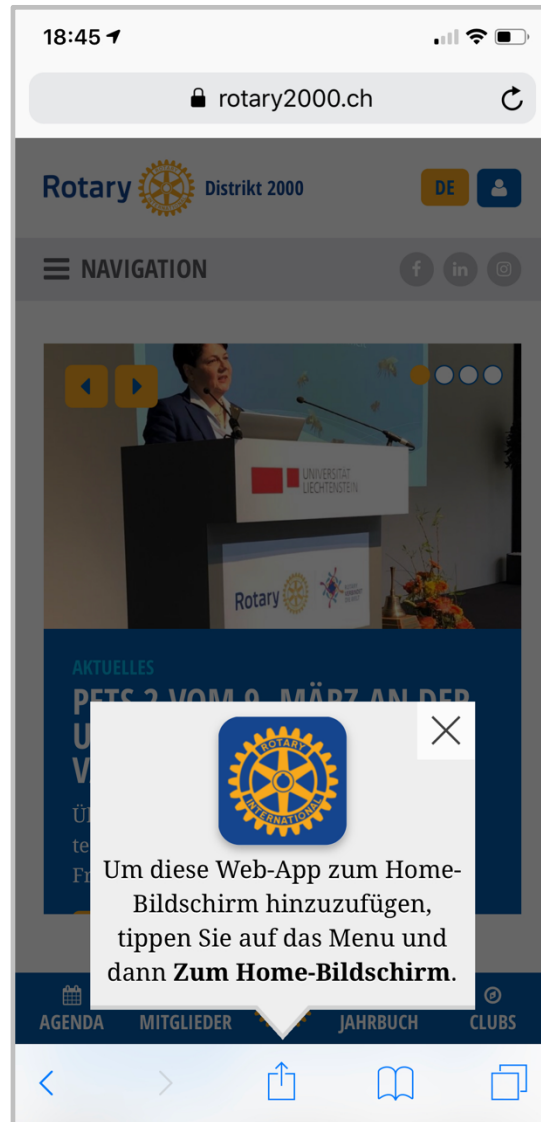 18:45
rotary2000.ch
Rotary Distrikt 2000
DE
NAVIGATION
UNIVERSITÄT
LIECHTENSTEIN
Rotary
AKTUELLES
PETS 2 VOM 9. MÄRZ AN DER
U
V
Ü
te
Fr
ROTARY
INTERNATIONAL
Um diese Web-App zum Home-
Bildschirm hinzuzufügen,
tippen Sie auf das Menu und
dann Zum Home-Bildschirm.
AGENDA MITGLIEDER JAHRBUCH CLUBS